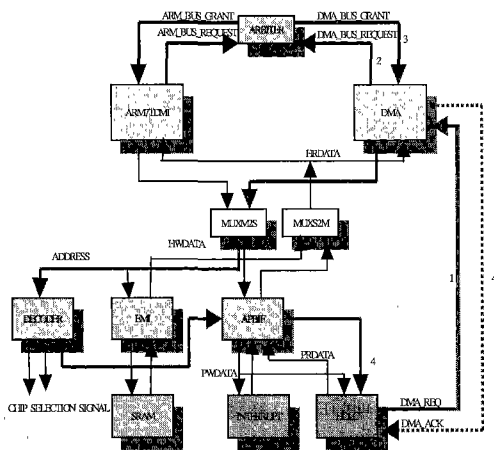 ARM_BUS_GRANT
DMA_BUS_GRANT
ARM_BUS_REQUEST
ARBITER
DMA_BUS_REQUEST
3
2
ARM7TDMI
DMA
HRDATA
MUXM2S
MUXS2M
HWDATA
ADDRESS
1
4
DECODER
EMI
APBIF
4
PWDATA
PRDATA
CHIP SELECTION SIGNAL
SRAM
INTERRUPT
DMA_REQ
DMA_ACK